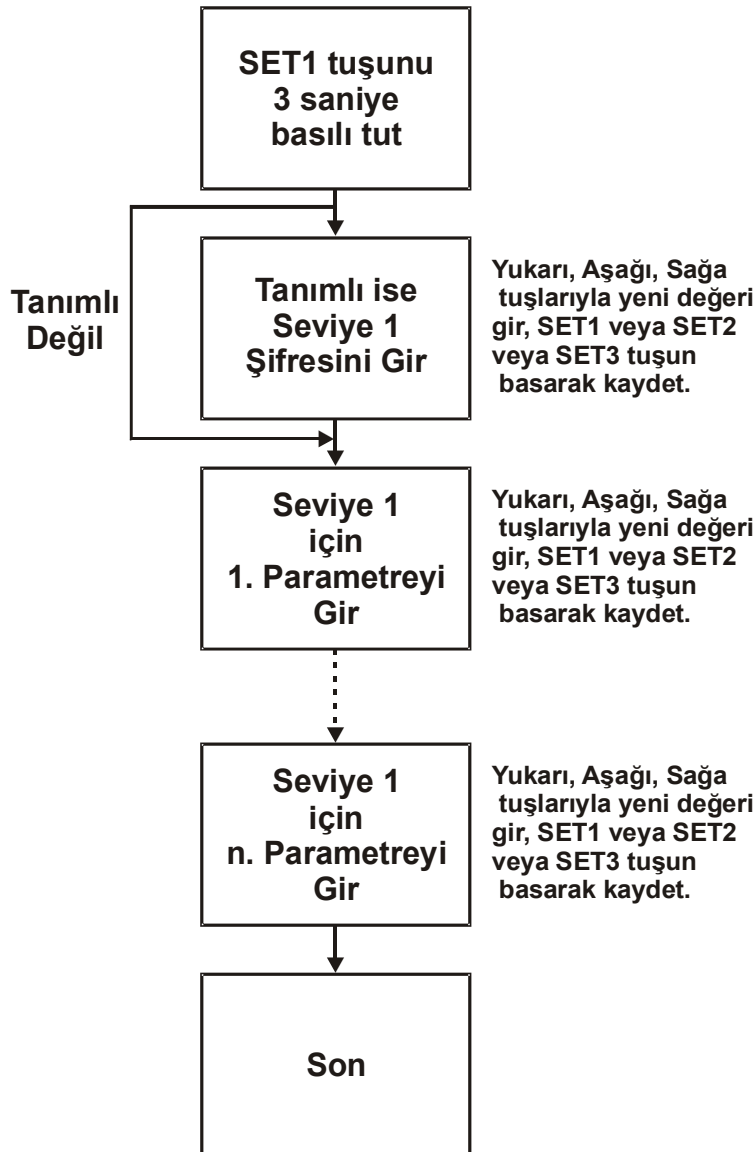 SET1 tuşunu
3 saniye
basılı tut
Tanımlı
Değil
Tanımlı ise
Seviye 1
Şifresini Gir
Yukarı, Aşağı, Sağa
tuşlarıyla yeni değeri
gir, SET1 veya SET2
veya SET3 tuşun
basarak kaydet.
Seviye 1
için
1. Parametreyi
Gir
Yukarı, Aşağı, Sağa
tuşlarıyla yeni değeri
gir, SET1 veya SET2
veya SET3 tuşun
basarak kaydet.
Seviye 1
için
n. Parametreyi
Gir
Yukarı, Aşağı, Sağa
tuşlarıyla yeni değeri
gir, SET1 veya SET2
veya SET3 tuşun
basarak kaydet.
Son